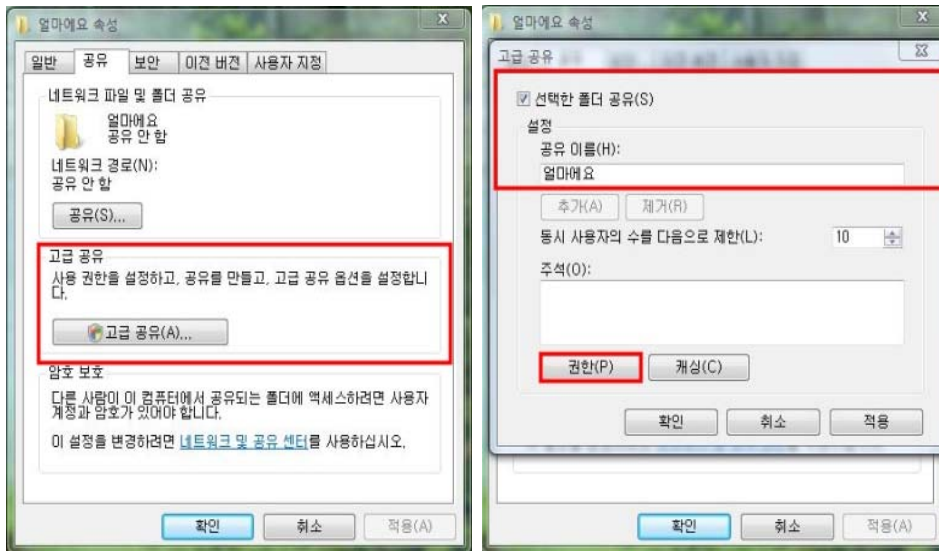 얼마에요 속성
일반
공유
보안
이전 버전
사용자 지정
네트워크 파일 및 폴더 공유
얼마에요
공유 안 함
네트워크 경로(N):
공유 안 함
공유(S)...
고급 공유
사용 권한을 설정하고, 공유를 만들고, 고급 공유 옵션을 설정합니
다.
고급 공유(A)...
암호 보호
다른 사람이 이 컴퓨터에서 공유되는 폴더에 액세스하려면 사용자
계정과 암호가 있어야 합니다.
이 설정을 변경하려면 네트워크 및 공유 센터를 사용하십시오.
확인
취소
적용(A)
얼마에요 속성
고급 공유
선택한 폴더 공유(S)
설정
공유 이름(H):
얼마에요
추가(A)
제거(R)
동시 사용자의 수를 다음으로 제한(L):
10
주석(O):
권한(P)
캐싱(C)
확인
취소
적용
확인
취소
적용(A)